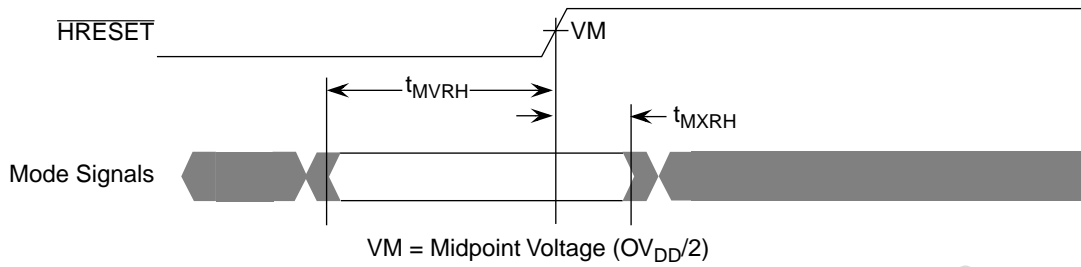 HRESET
VM
tMVRH
tMXRH
Mode Signals
VM = Midpoint Voltage (OVDD/2)